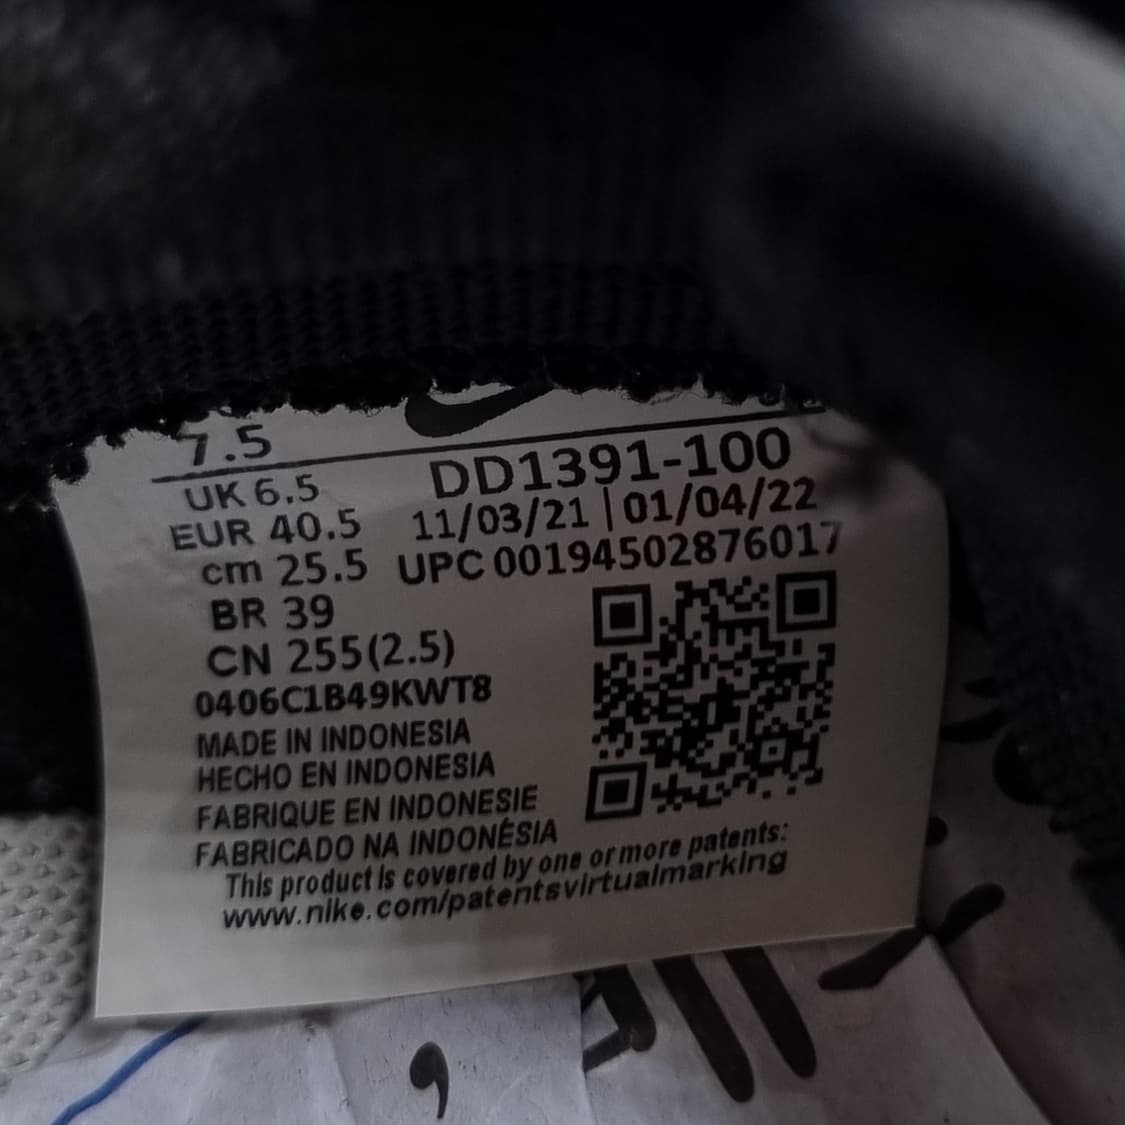 7.5
UK 6.5
DD1391-100
EUR 40.5
11/03/21 | 01/04/22
cm 25.5
UPC 00194502876017
BR 39
CN 255(2.5)
0406C1B49KWT8
MADE IN INDONESIA
HECHO EN INDONESIA
FABRIQUE EN INDONESIE
FABRICADO NA INDONÉSIA
This product is covered by one or more patents:
www.nike.com/patentsvirtualmarking